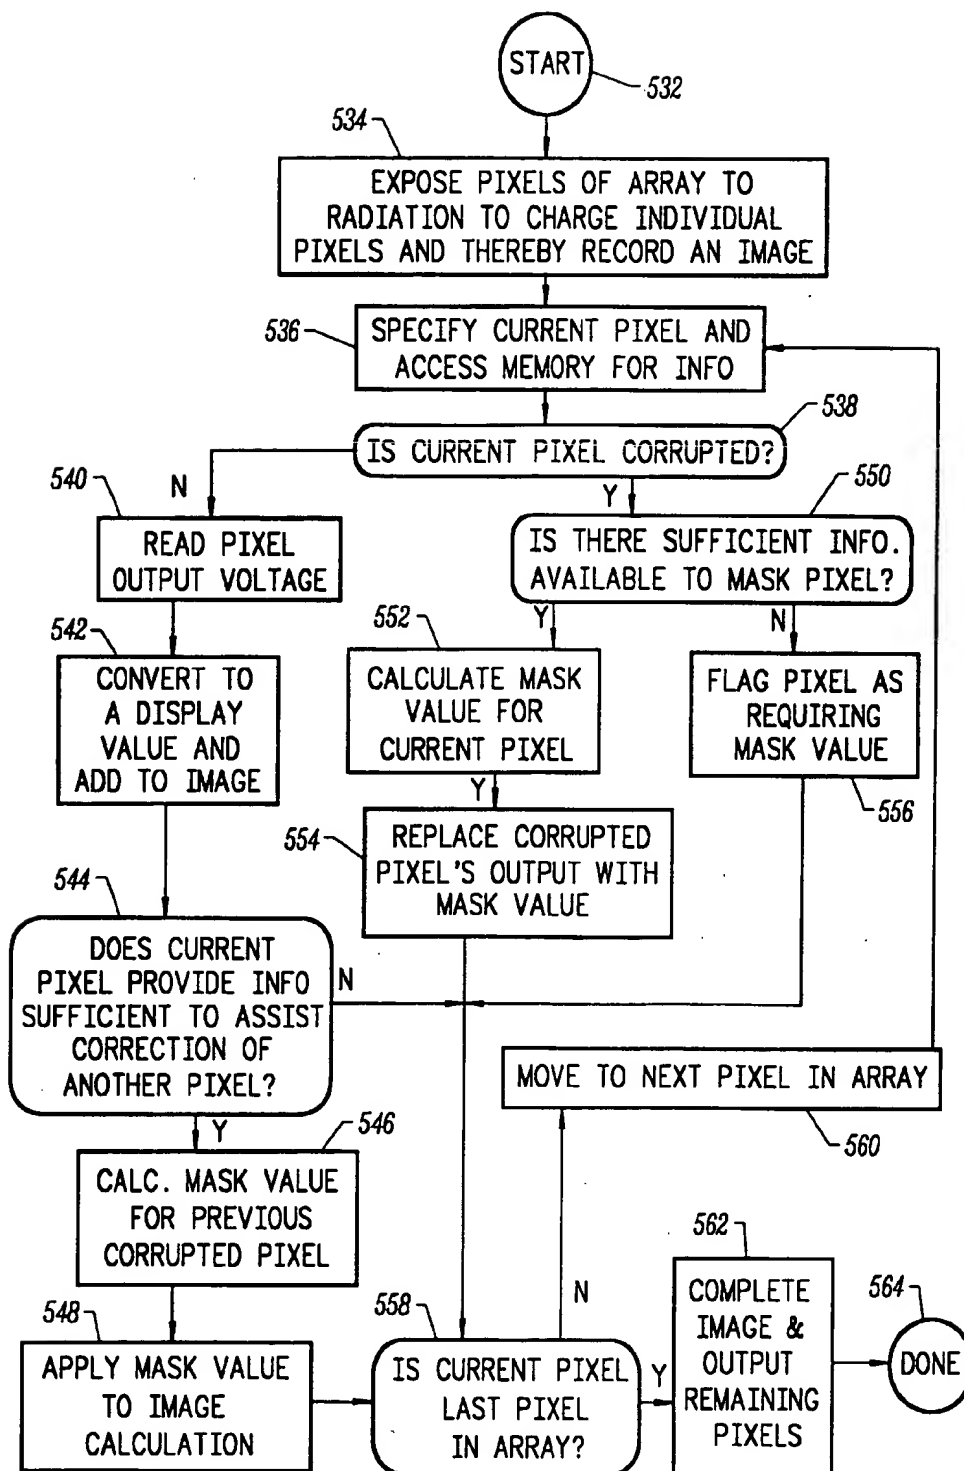 START
532
534
EXPOSE PIXELS OF ARRAY TO
RADIATION TO CHARGE INDIVIDUAL
PIXELS AND THEREBY RECORD AN IMAGE
536
SPECIFY CURRENT PIXEL AND
ACCESS MEMORY FOR INFO
538
IS CURRENT PIXEL CORRUPTED?
N
Y
540
READ PIXEL
OUTPUT VOLTAGE
550
IS THERE SUFFICIENT INFO.
AVAILABLE TO MASK PIXEL?
Y
N
542
CONVERT TO
A DISPLAY
VALUE AND
ADD TO IMAGE
552
CALCULATE MASK
VALUE FOR
CURRENT PIXEL
Y
FLAG PIXEL AS
REQUIRING
MASK VALUE
556
554
REPLACE CORRUPTED
PIXEL'S OUTPUT WITH
MASK VALUE
544
DOES CURRENT
PIXEL PROVIDE INFO
SUFFICIENT TO ASSIST
CORRECTION OF
ANOTHER PIXEL?
N
Y
MOVE TO NEXT PIXEL IN ARRAY
560
546
CALC. MASK VALUE
FOR PREVIOUS
CORRUPTED PIXEL
548
APPLY MASK VALUE
TO IMAGE
CALCULATION
558
IS CURRENT PIXEL
LAST PIXEL
IN ARRAY?
N
Y
562
COMPLETE
IMAGE &
OUTPUT
REMAINING
PIXELS
564
DONE